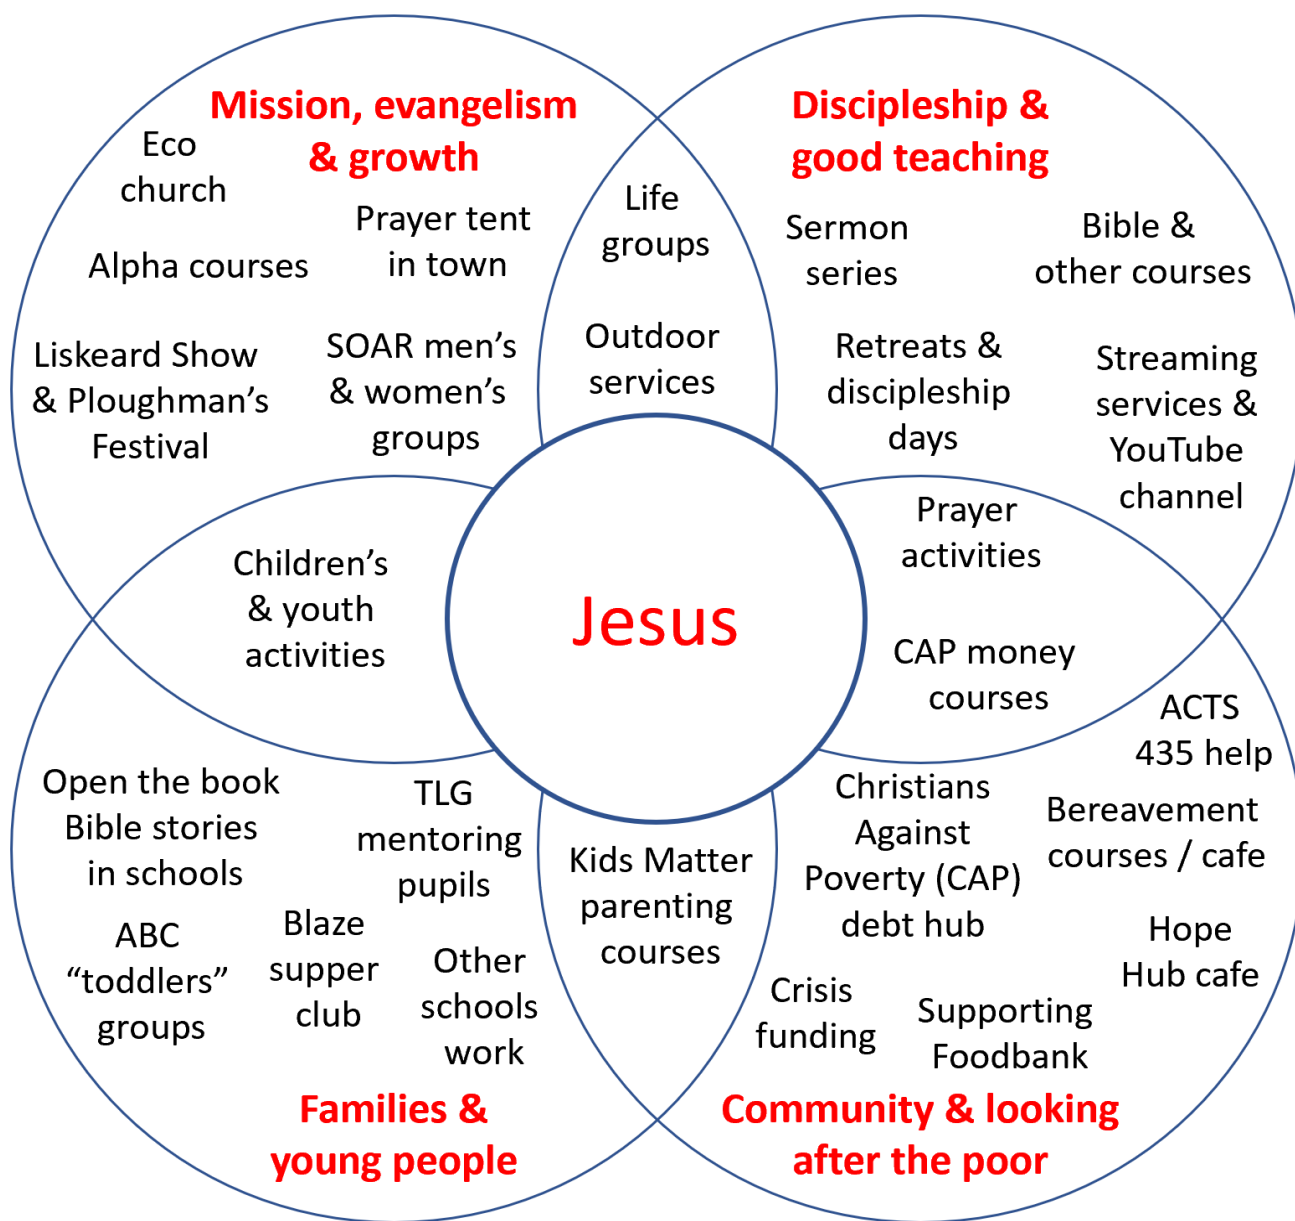 Mission, evangelism
& growth
Eco
church
Prayer tent
in town
Alpha courses
Liskeard Show
& Ploughman’s
Festival
SOAR men’s
& women’s
groups
Life
groups
Outdoor
services
Discipleship &
good teaching
Sermon
series
Bible &
other courses
Retreats &
discipleship
days
Streaming
services &
YouTube
channel
Children’s
& youth
activities
Jesus
Prayer
activities
CAP money
courses
Open the book
Bible stories
in schools
TLG
mentoring
pupils
ABC
“toddlers”
groups
Blaze
supper
club
Other
schools
work
Families &
young people
Kids Matter
parenting
courses
ACTS
435 help
Christians
Against
Poverty (CAP)
debt hub
Bereavement
courses / cafe
Hope
Hub cafe
Crisis
funding
Supporting
Foodbank
Community & looking
after the poor